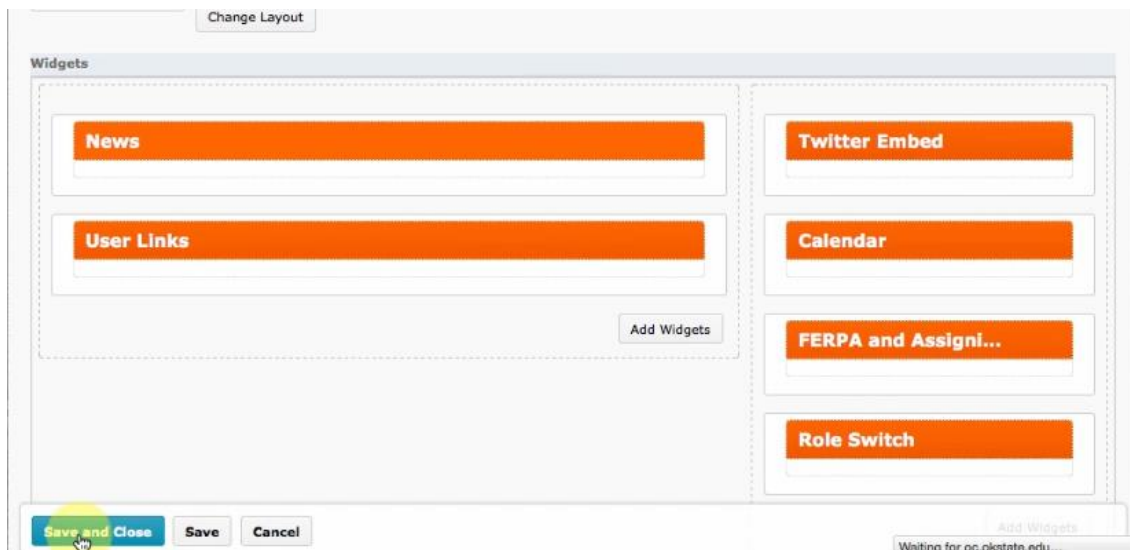 Change Layout
Widgets
News
User Links
Add Widgets
Twitter Embed
Calendar
FERPA and Assigni...
Role Switch
Add Widgets
Save and Close
Save
Cancel
Waiting for oc.okstate.edu...